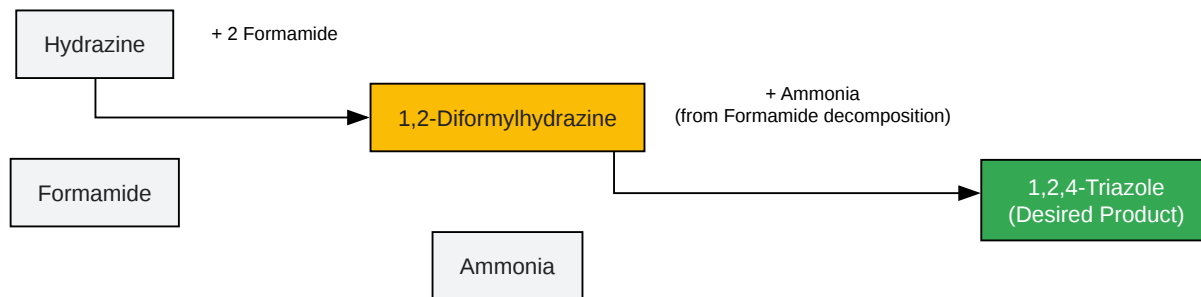 Hydrazine
+ 2 Formamide
1,2-Diformylhydrazine
+ Ammonia
(from Formamide decomposition)
Formamide
1,2,4-Triazole
(Desired Product)
Ammonia